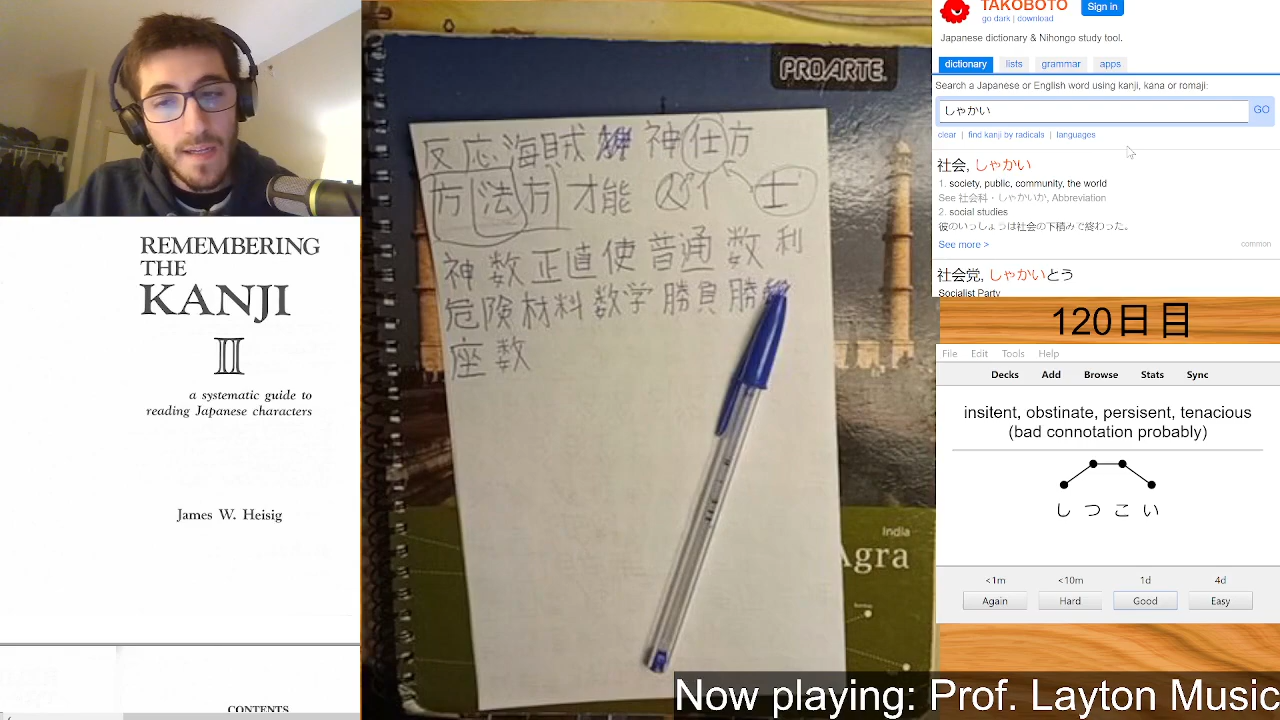 REMEMBERING
THE
KANJI
II
a systematic guide to
reading Japanese characters
James W. Heisig
CONTENTS
PRO/ARTE
反応海賊 神仕方
方法方 才能 士
神 数 正直使 普通 数 利
危険材料 数学 勝負 勝
座 数
India
Agra
TAKOBOTO
Sign in
go dark | download
Japanese dictionary & Nihongo study tool.
dictionary lists grammar apps
Search a Japanese or English word using kanji, kana or romaji:
しゃかい GO
clear | find kanji by radicals | languages
社会, しゃかい
1. society, public, community, the world
See 社会科・しゃかいか, Abbreviation
2. social studies
彼のいっしょうは社会の下積みで終わった。
See more > common
社会党, しゃかいとう
Socialist Party
120日目
File Edit Tools Help
Decks Add Browse Stats Sync
insitent, obstinate, persisent, tenacious
(bad connotation probably)
しつこい
<1m <10m 1d 4d
Again Hard Good Easy
Now playing: Prof. Layton Music